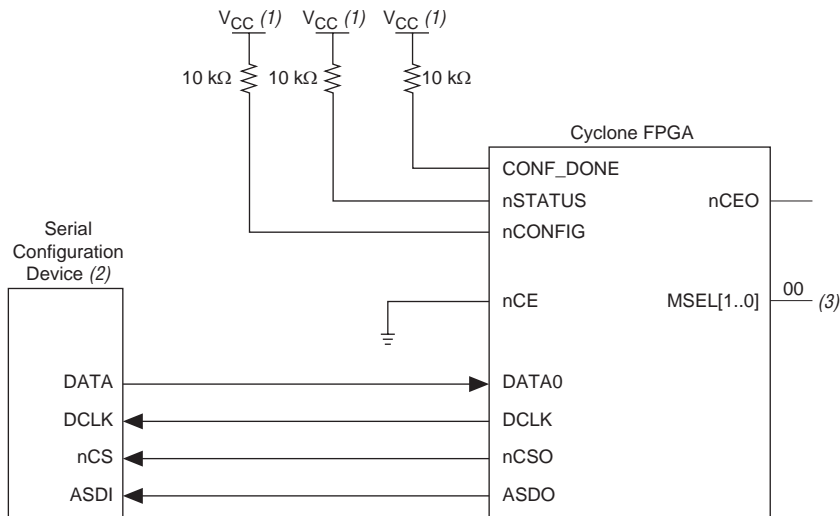 VCC (1) VCC (1) VCC (1)
10 kΩ 10 kΩ 10 kΩ
Cyclone FPGA
CONF_DONE
nSTATUS nCEO
nCONFIG
Serial
Configuration
Device (2)
nCE MSEL[1..0] 00 (3)
DATA DATA0
DCLK DCLK
nCS nCSO
ASDI ASDO